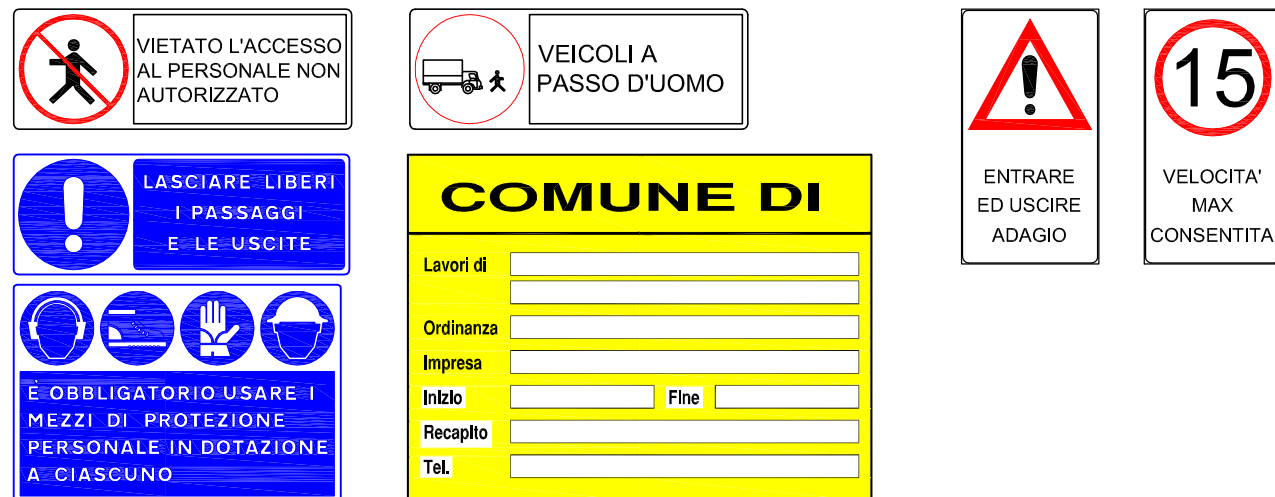 VIETATO L'ACCESSO
AL PERSONALE NON
AUTORIZZATO
VEICOLI A
PASSO D'UOMO
ENTRARE
ED USCIRE
ADAGIO
15
VELOCITA'
MAX
CONSENTITA
LASCIARE LIBERI
I PASSAGGI
E LE USCITE
È OBBLIGATORIO USARE I
MEZZI DI PROTEZIONE
PERSONALE IN DOTAZIONE
A CIASCUNO
COMUNE DI
Lavori di
Ordinanza
Impresa
Inizio Fine
Recapito
Tel.